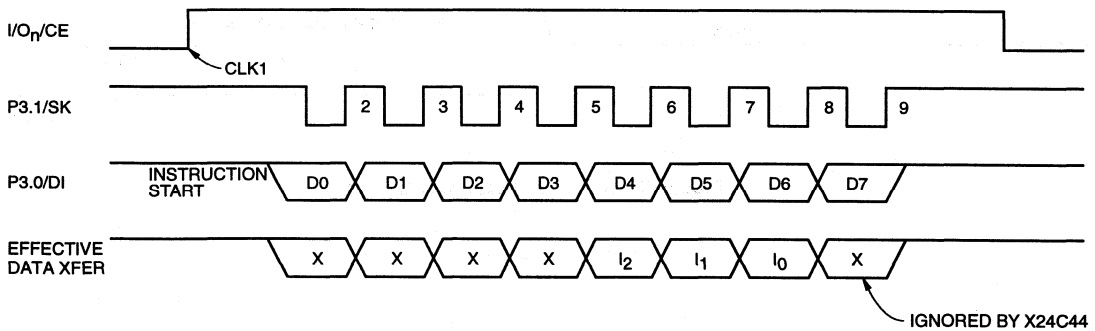 I/On/CE
CLK1
P3.1/SK
2 3 4 5 6 7 8 9
P3.0/DI
INSTRUCTION
START
D0 D1 D2 D3 D4 D5 D6 D7
EFFECTIVE
DATA XFER
X X X X I2 I1 I0 X
IGNORED BY X24C44